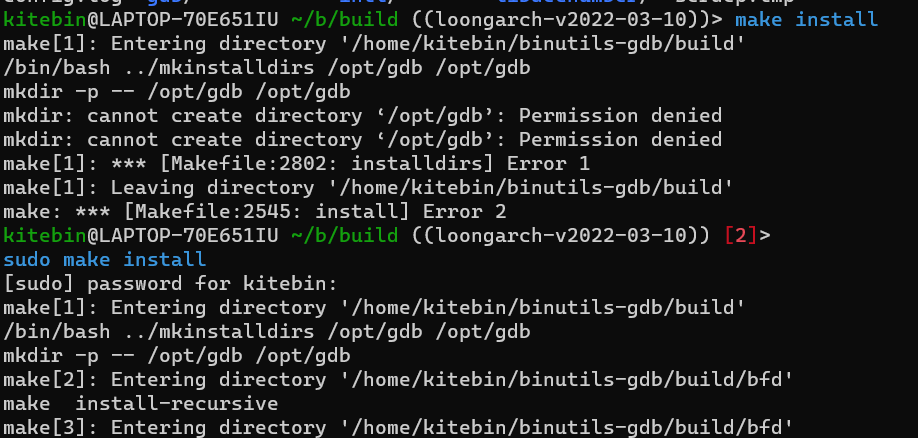 kitebin@LAPTOP-70E651IU ~/b/build ((loongarch-v2022-03-10))> make install
make[1]: Entering directory '/home/kitebin/binutils-gdb/build'
/bin/bash ../mkinstalldirs /opt/gdb /opt/gdb
mkdir -p -- /opt/gdb /opt/gdb
mkdir: cannot create directory ‘/opt/gdb’: Permission denied
mkdir: cannot create directory ‘/opt/gdb’: Permission denied
make[1]: *** [Makefile:2802: installdirs] Error 1
make[1]: Leaving directory '/home/kitebin/binutils-gdb/build'
make: *** [Makefile:2545: install] Error 2
kitebin@LAPTOP-70E651IU ~/b/build ((loongarch-v2022-03-10)) [2]>
sudo make install
[sudo] password for kitebin:
make[1]: Entering directory '/home/kitebin/binutils-gdb/build'
/bin/bash ../mkinstalldirs /opt/gdb /opt/gdb
mkdir -p -- /opt/gdb /opt/gdb
make[2]: Entering directory '/home/kitebin/binutils-gdb/build/bfd'
make  install-recursive
make[3]: Entering directory '/home/kitebin/binutils-gdb/build/bfd'